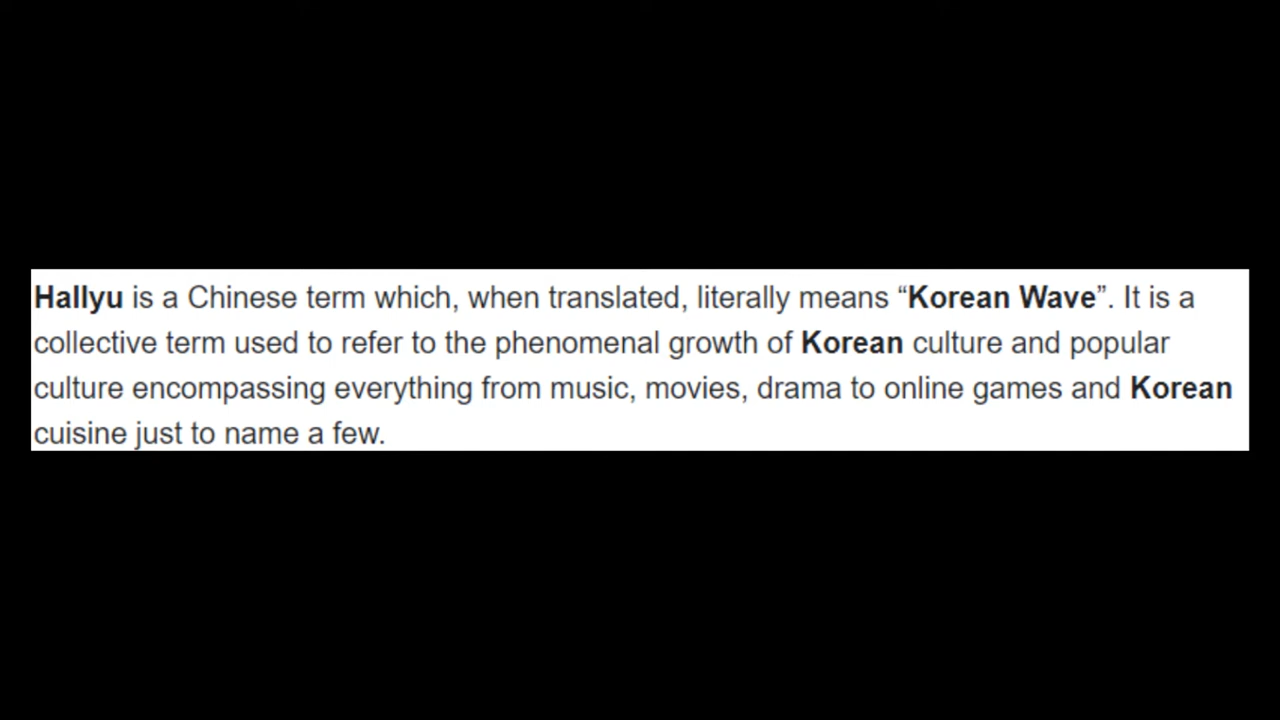 Hallyu is a Chinese term which, when translated, literally means “Korean Wave”. It is a
collective term used to refer to the phenomenal growth of Korean culture and popular
culture encompassing everything from music, movies, drama to online games and Korean
cuisine just to name a few.